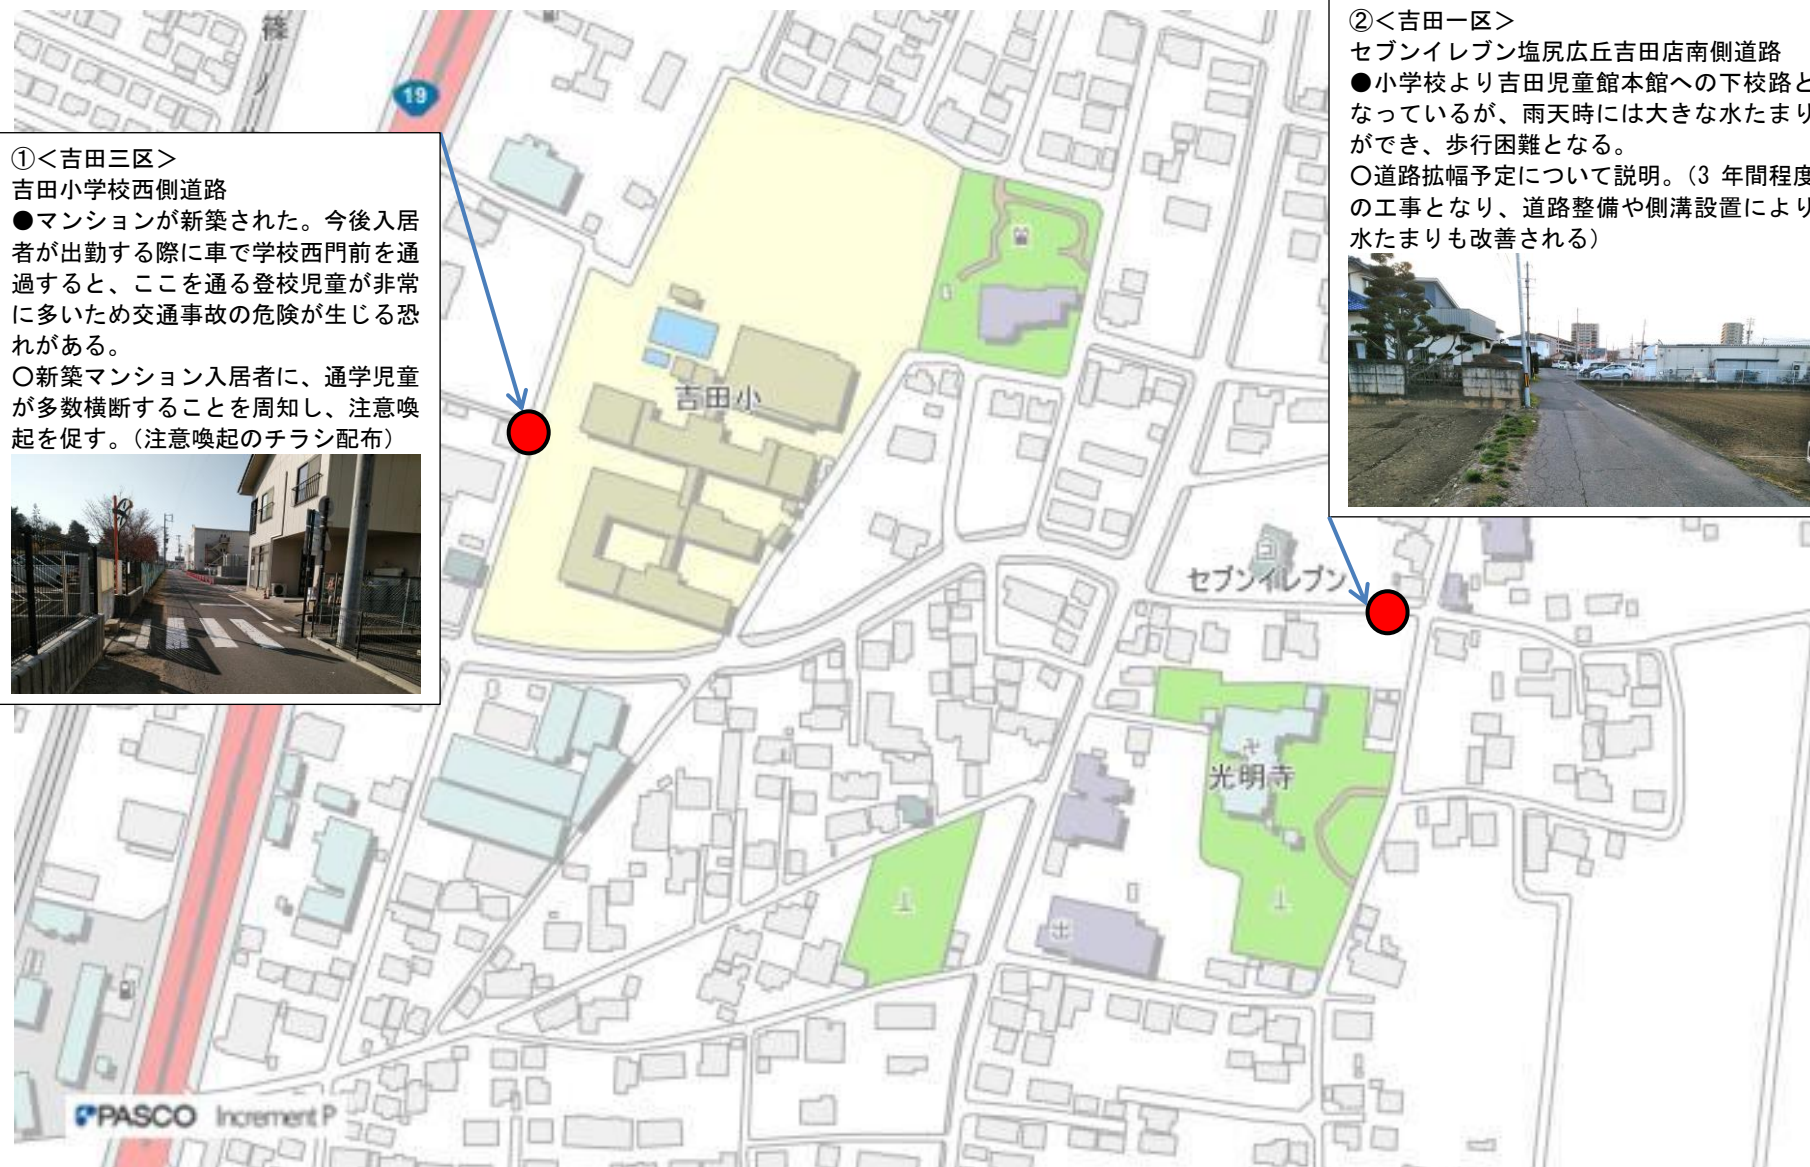 ①＜吉田三区＞
吉田小学校西側道路
●マンションが新築された。今後入居
者が出勤する際に車で学校西門前を通
過すると、ここを通る登校児童が非常
に多いため交通事故の危険が生じる恐
れがある。
○新築マンション入居者に、通学児童
が多数横断することを周知し、注意喚
起を促す。（注意喚起のチラシ配布）
②＜吉田一区＞
セブンイレブン塩尻広丘吉田店南側道路
●小学校より吉田児童館本館への下校路と
なっているが、雨天時には大きな水たまり
ができ、歩行困難となる。
○道路拡幅予定について説明。（3 年間程度
の工事となり、道路整備や側溝設置により
水たまりも改善される）
篠ノ
19
吉田小
セブンイレブン
光明寺
PASCO Increment P